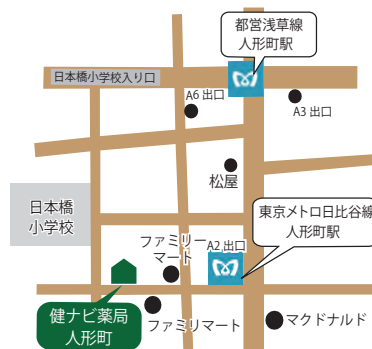 都営浅草線
人形町駅
日本橋小学校入り口
A6 出口
A3 出口
松屋
日本橋
小学校
東京メトロ日比谷線
人形町駅
ファミリー
マート
A2 出口
健ナビ薬局
人形町
ファミリマート
マクドナルド